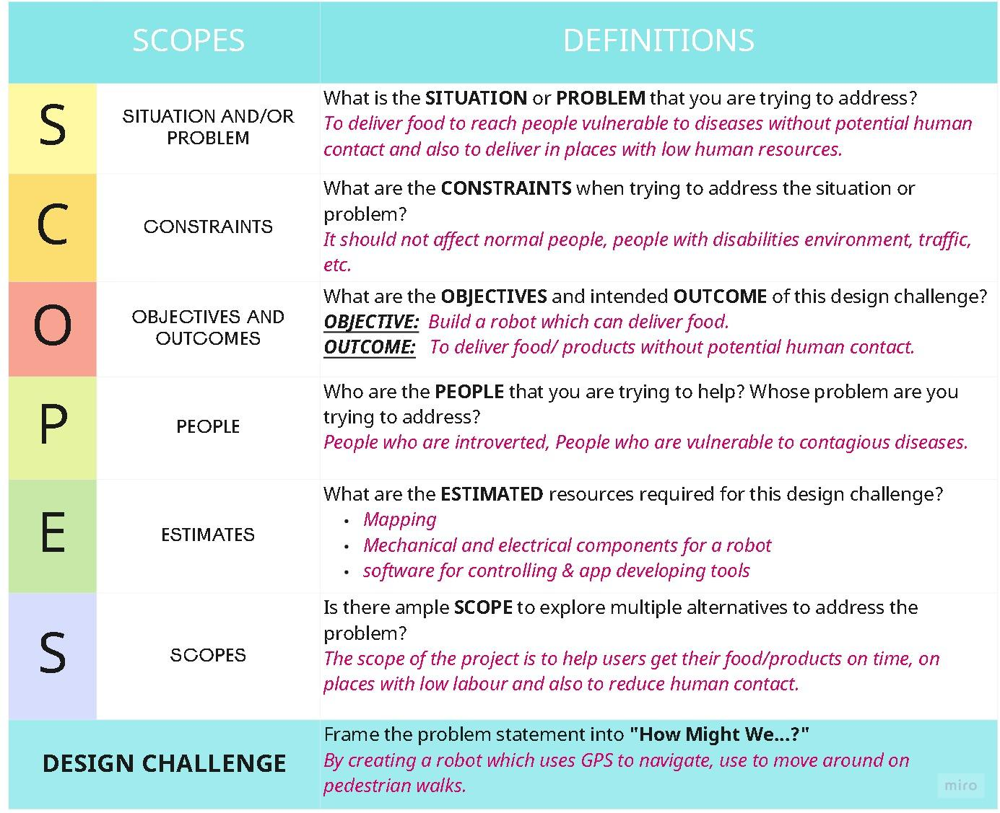 SCOPES
DEFINITIONS
S
SITUATION AND/OR
PROBLEM
What is the SITUATION or PROBLEM that you are trying to address?
To deliver food to reach people vulnerable to diseases without potential human
contact and also to deliver in places with low human resources.
C
CONSTRAINTS
What are the CONSTRAINTS when trying to address the situation or
problem?
It should not affect normal people, people with disabilities environment, traffic,
etc.
O
OBJECTIVES AND
OUTCOMES
What are the OBJECTIVES and intended OUTCOME of this design challenge?
OBJECTIVE: Build a robot which can deliver food.
OUTCOME: To deliver food/ products without potential human contact.
P
PEOPLE
Who are the PEOPLE that you are trying to help? Whose problem are you
trying to address?
People who are introverted, People who are vulnerable to contagious diseases.
E
ESTIMATES
What are the ESTIMATED resources required for this design challenge?
• Mapping
• Mechanical and electrical components for a robot
• software for controlling & app developing tools
S
SCOPES
Is there ample SCOPE to explore multiple alternatives to address the
problem?
The scope of the project is to help users get their food/products on time, on
places with low labour and also to reduce human contact.
DESIGN CHALLENGE
Frame the problem statement into "How Might We...?"
By creating a robot which uses GPS to navigate, use to move around on
pedestrian walks.
miro